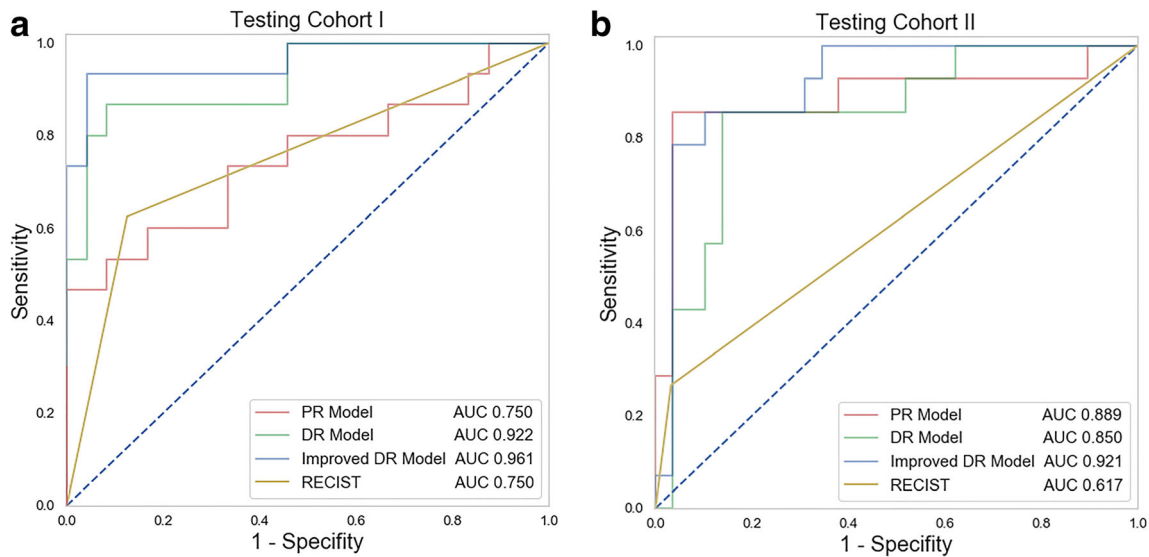 a
Testing Cohort I
Sensitivity
1.0
0.8
0.6
0.4
0.2
0.0
PR Model AUC 0.750
DR Model AUC 0.922
Improved DR Model AUC 0.961
RECIST AUC 0.750
0.0 0.2 0.4 0.6 0.8 1.0
1 - Specifity
b
Testing Cohort II
Sensitivity
1.0
0.8
0.6
0.4
0.2
0.0
PR Model AUC 0.889
DR Model AUC 0.850
Improved DR Model AUC 0.921
RECIST AUC 0.617
0.0 0.2 0.4 0.6 0.8 1.0
1 - Specifity